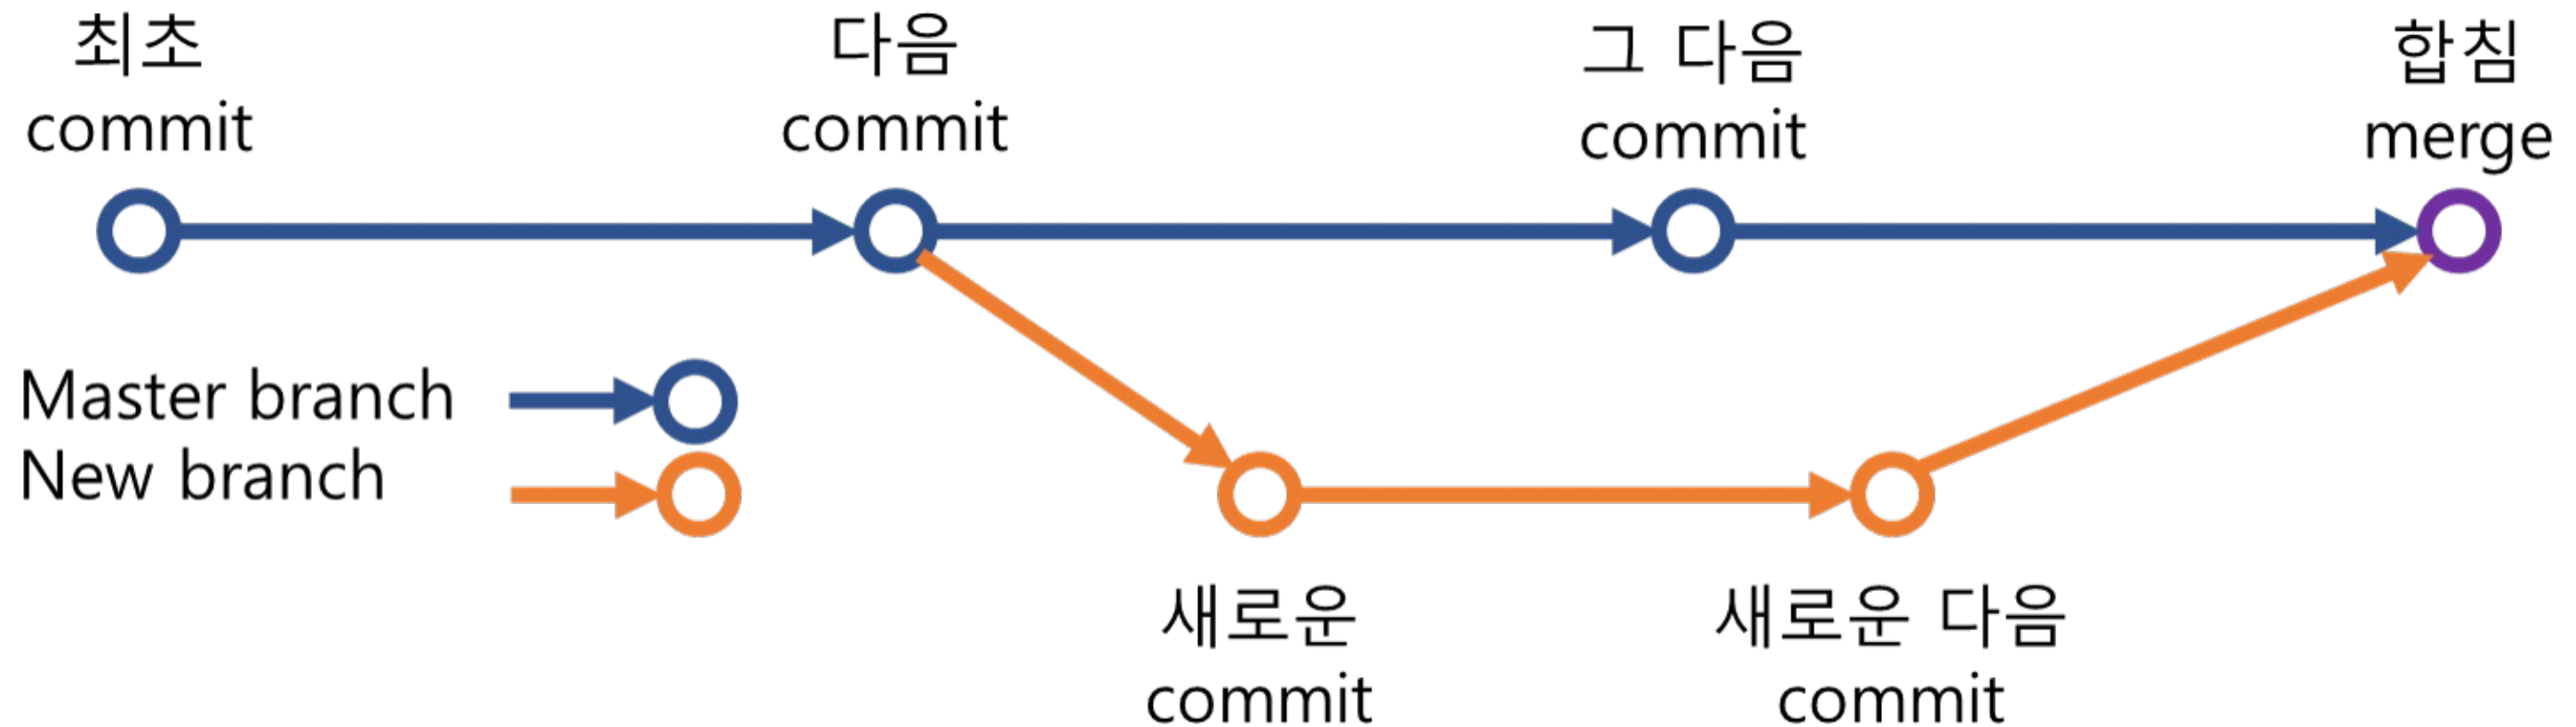 최초
commit
다음
commit
그 다음
commit
합침
merge
Master branch
New branch
새로운
commit
새로운 다음
commit